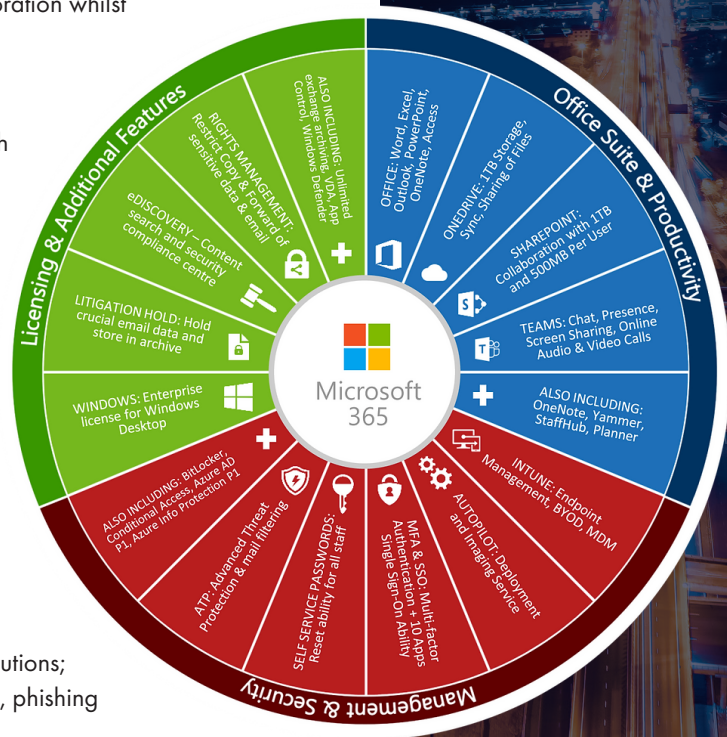 oration whilst
h
utions;
, phishing
Licensing & Additional Features
Office Suite & Productivity
Management & Security
Microsoft
365
OFFICE: Word, Excel,
Outlook, PowerPoint,
OneNote, Access
ONEDRIVE: 1TB Storage,
Sync, Sharing of Files
SHAREPOINT:
Collaboration with 1TB
and 500MB Per User
TEAMS: Chat, Presence,
Screen Sharing, Online
Audio & Video Calls
ALSO INCLUDING:
OneNote, Yammer,
StaffHub, Planner
INTUNE: Endpoint
Management, BYOD, MDM
AUTOPILOT: Deployment
and Imaging Service
MFA & SSO: Multi-factor
Authentication + 10 Apps
Single Sign-On Ability
SELF SERVICE PASSWORDS:
Reset ability for all staff
ATP: Advanced Threat
Protection & mail filtering
ALSO INCLUDING: BitLocker,
Conditional Access, Azure AD
P1, Azure Info Protection P1
WINDOWS: Enterprise
license for Windows
Desktop
LITIGATION HOLD: Hold
crucial email data and
store in archive
eDISCOVERY – Content
search and security
compliance centre
RIGHTS MANAGEMENT:
Restrict Copy & Forward of
sensitive data & email
ALSO INCLUDING: Unlimited
exchange archiving, VDA, App
Control, Windows Defender
S
T